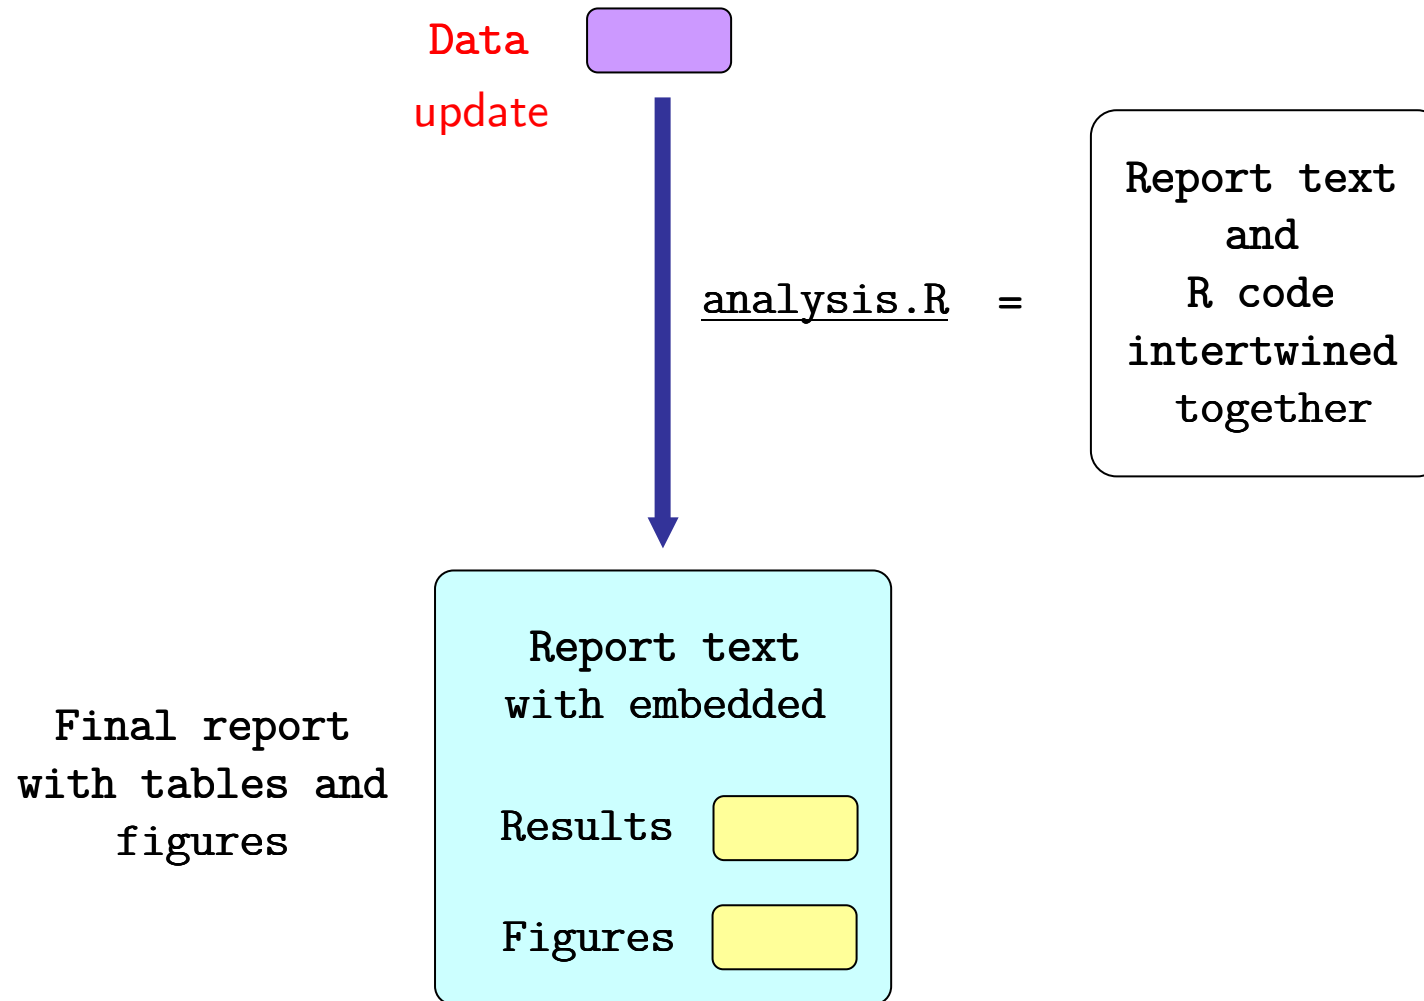 Data
update
analysis.R =
Report text
and
R code
intertwined
together
Report text
with embedded
Final report
with tables and
figures
Results
Figures